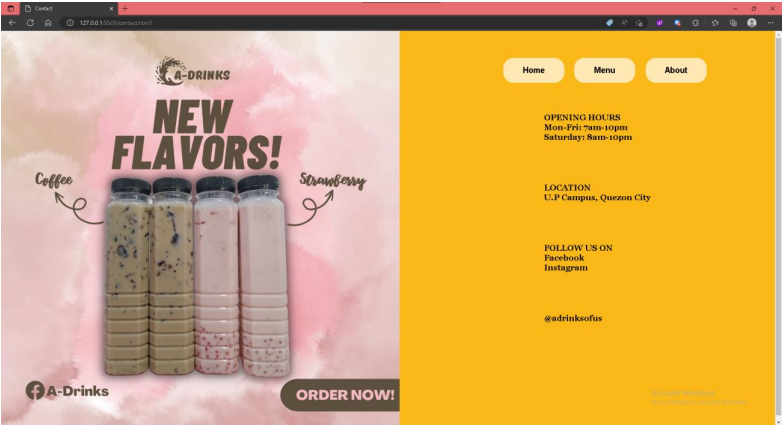 Contact
127.0.0.1:5500/contact.html?
A-DRINKS
NEW
FLAVORS!
Coffee
Strawberry
A-Drinks
ORDER NOW!
Home
Menu
About
OPENING HOURS
Mon-Fri: 7am-10pm
Saturday: 8am-10pm
LOCATION
U.P Campus, Quezon City
FOLLOW US ON
Facebook
Instagram
@adrinksofus